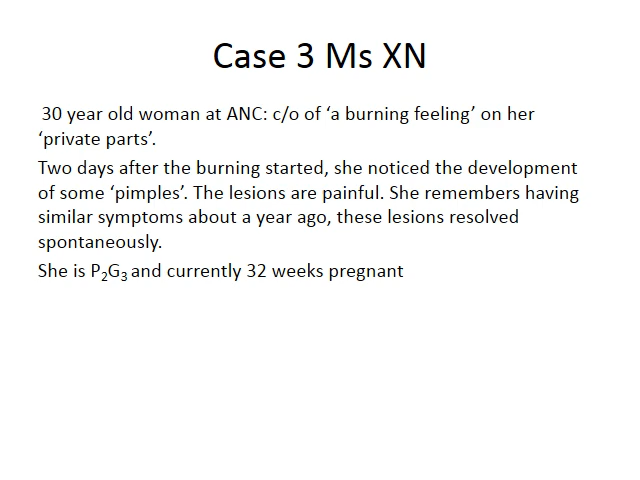 Case 3 Ms XN
30 year old woman at ANC: c/o of ‘a burning feeling’ on her
‘private parts’.
Two days after the burning started, she noticed the development
of some ‘pimples’. The lesions are painful. She remembers having
similar symptoms about a year ago, these lesions resolved
spontaneously.
She is P₂G₃ and currently 32 weeks pregnant